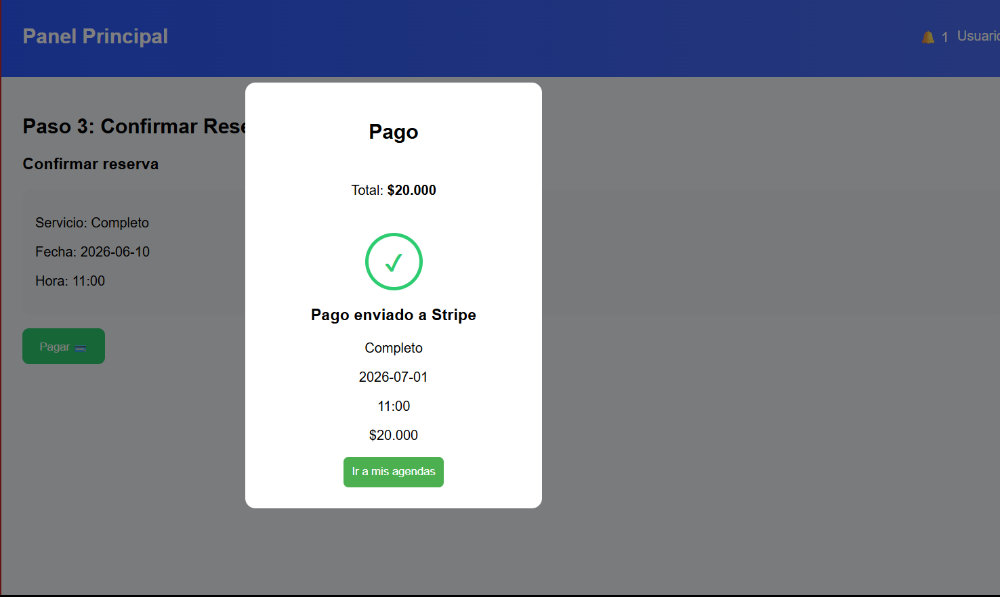 Panel Principal
1 Usuario
Paso 3: Confirmar Rese
Confirmar reserva
Servicio: Completo
Fecha: 2026-06-10
Hora: 11:00
Pagar
Pago
Total: $20.000
✓
Pago enviado a Stripe
Completo
2026-07-01
11:00
$20.000
Ir a mis agendas